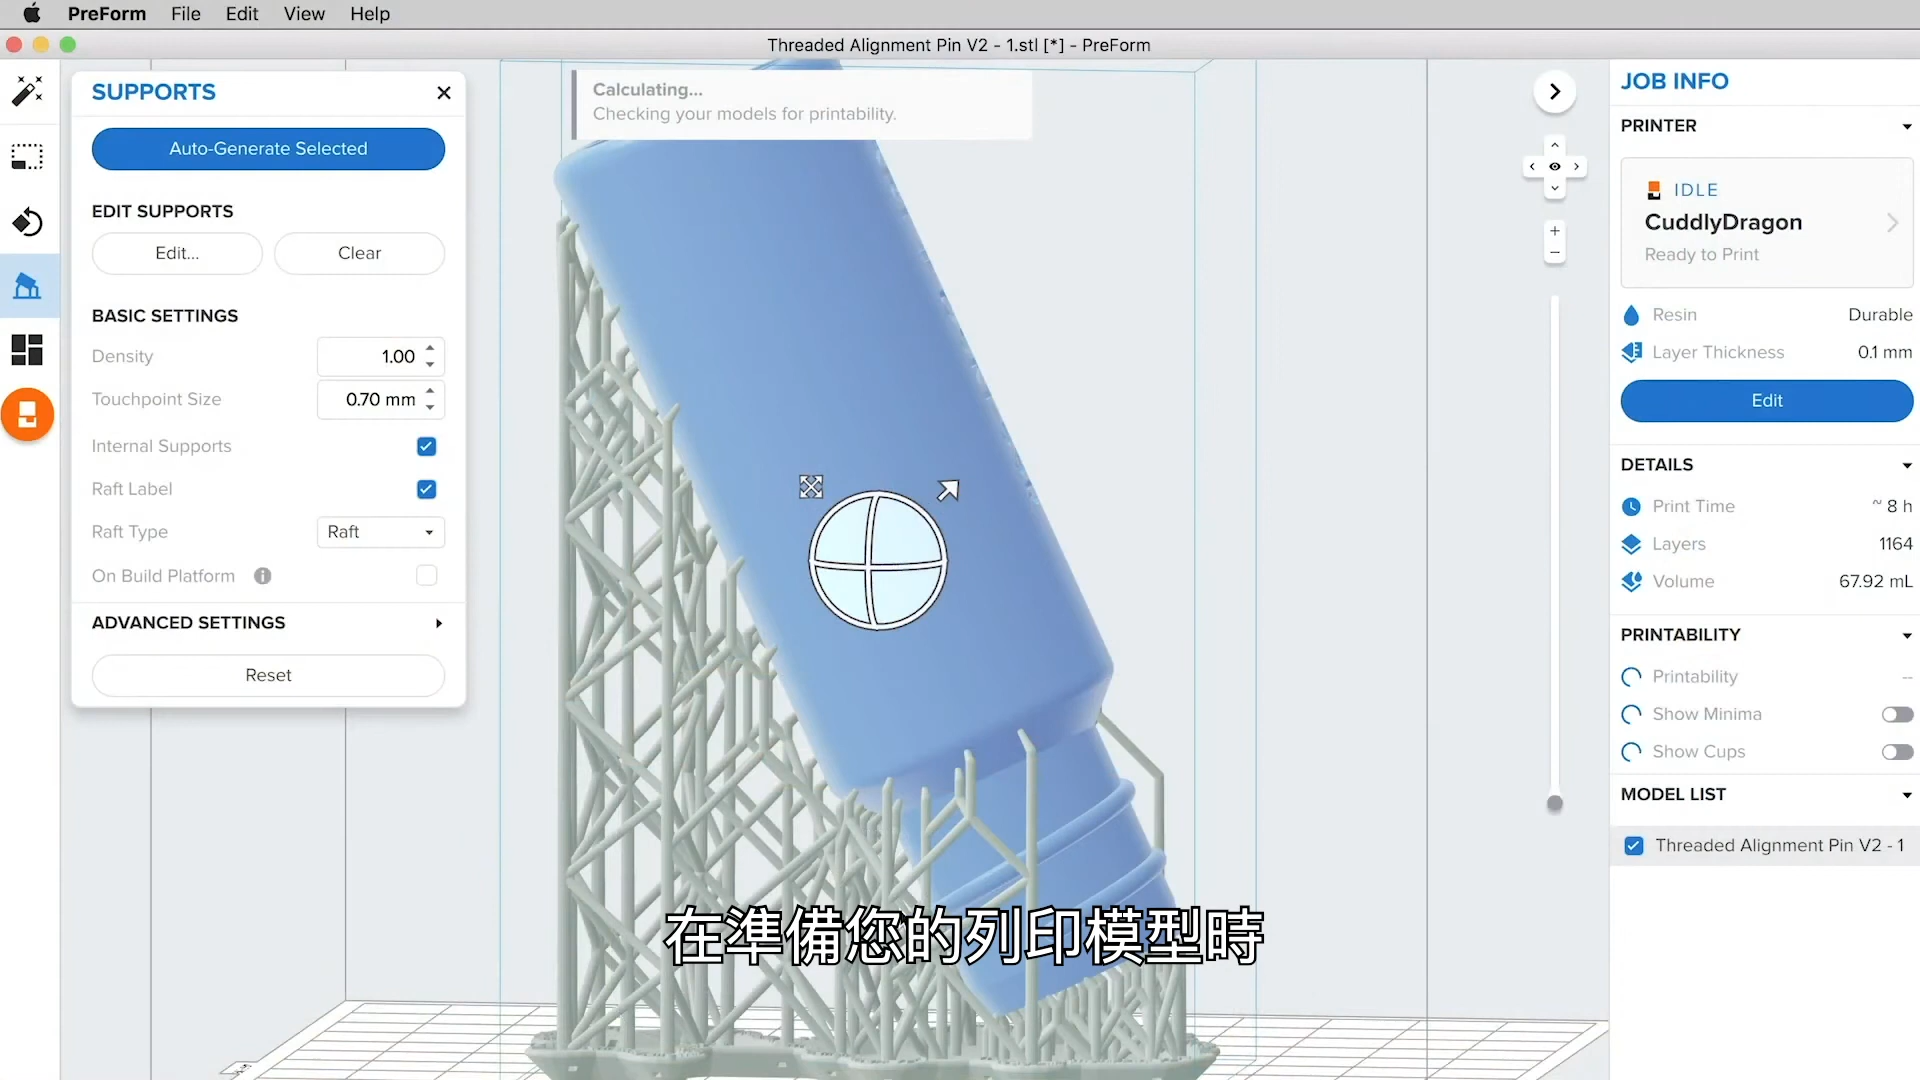 PreForm File Edit View Help
Threaded Alignment Pin V2 - 1.stl [*] - PreForm
SUPPORTS
Auto-Generate Selected
EDIT SUPPORTS
Edit...
Clear
BASIC SETTINGS
Density 1.00
Touchpoint Size 0.70 mm
Internal Supports
Raft Label
Raft Type Raft
On Build Platform
ADVANCED SETTINGS
Reset
Calculating...
Checking your models for printability.
JOB INFO
PRINTER
IDLE
CuddlyDragon
Ready to Print
Resin Durable
Layer Thickness 0.1 mm
Edit
DETAILS
Print Time ~ 8 h
Layers 1164
Volume 67.92 mL
PRINTABILITY
Printability --
Show Minima
Show Cups
MODEL LIST
Threaded Alignment Pin V2 - 1
在準備您的列印模型時